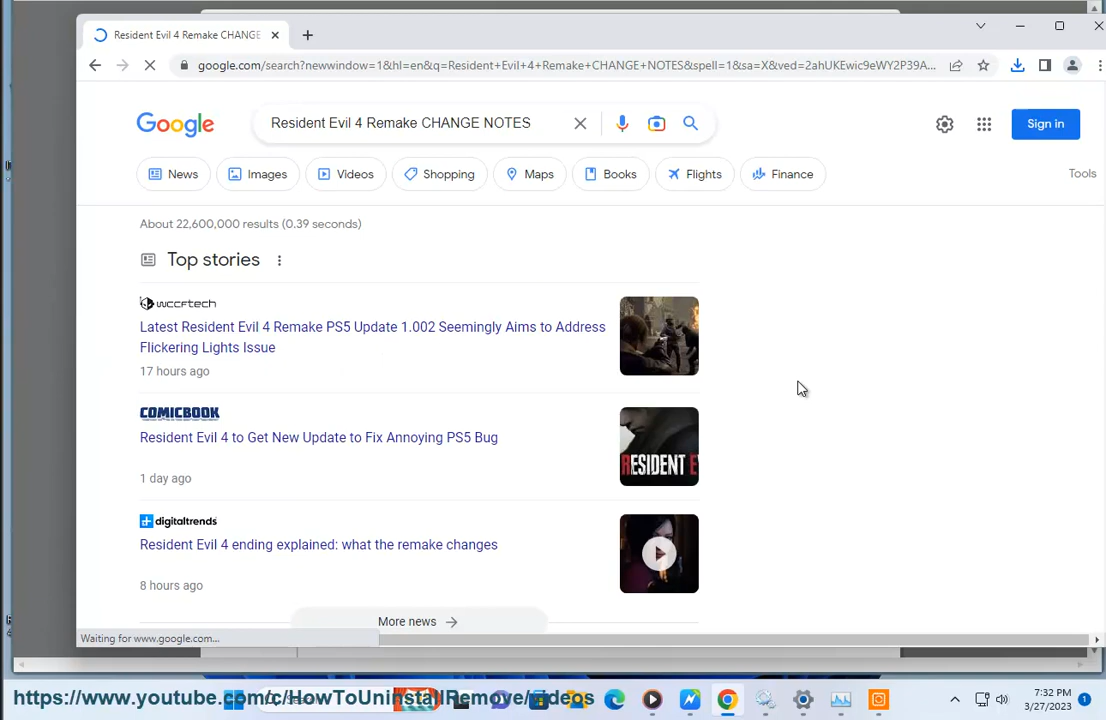 Resident Evil 4 Remake CHANGE
google.com/search?newwindow=1&hl=en&q=Resident+Evil+4+Remake+CHANGE+NOTES&spell=1&sa=X&ved=2ahUKEwic9eWY2P39A...
Google
Resident Evil 4 Remake CHANGE NOTES
Sign in
News
Images
Videos
Shopping
Maps
Books
Flights
Finance
Tools
About 22,600,000 results (0.39 seconds)
Top stories
wccftech
Latest Resident Evil 4 Remake PS5 Update 1.002 Seemingly Aims to Address
Flickering Lights Issue
17 hours ago
COMICBOOK
Resident Evil 4 to Get New Update to Fix Annoying PS5 Bug
1 day ago
RESIDENT E
digitaltrends
Resident Evil 4 ending explained: what the remake changes
8 hours ago
More news
Waiting for www.google.com...
https://www.youtube.com/c/HowToUninstallRemove/videos
7:32 PM
3/27/2023
1